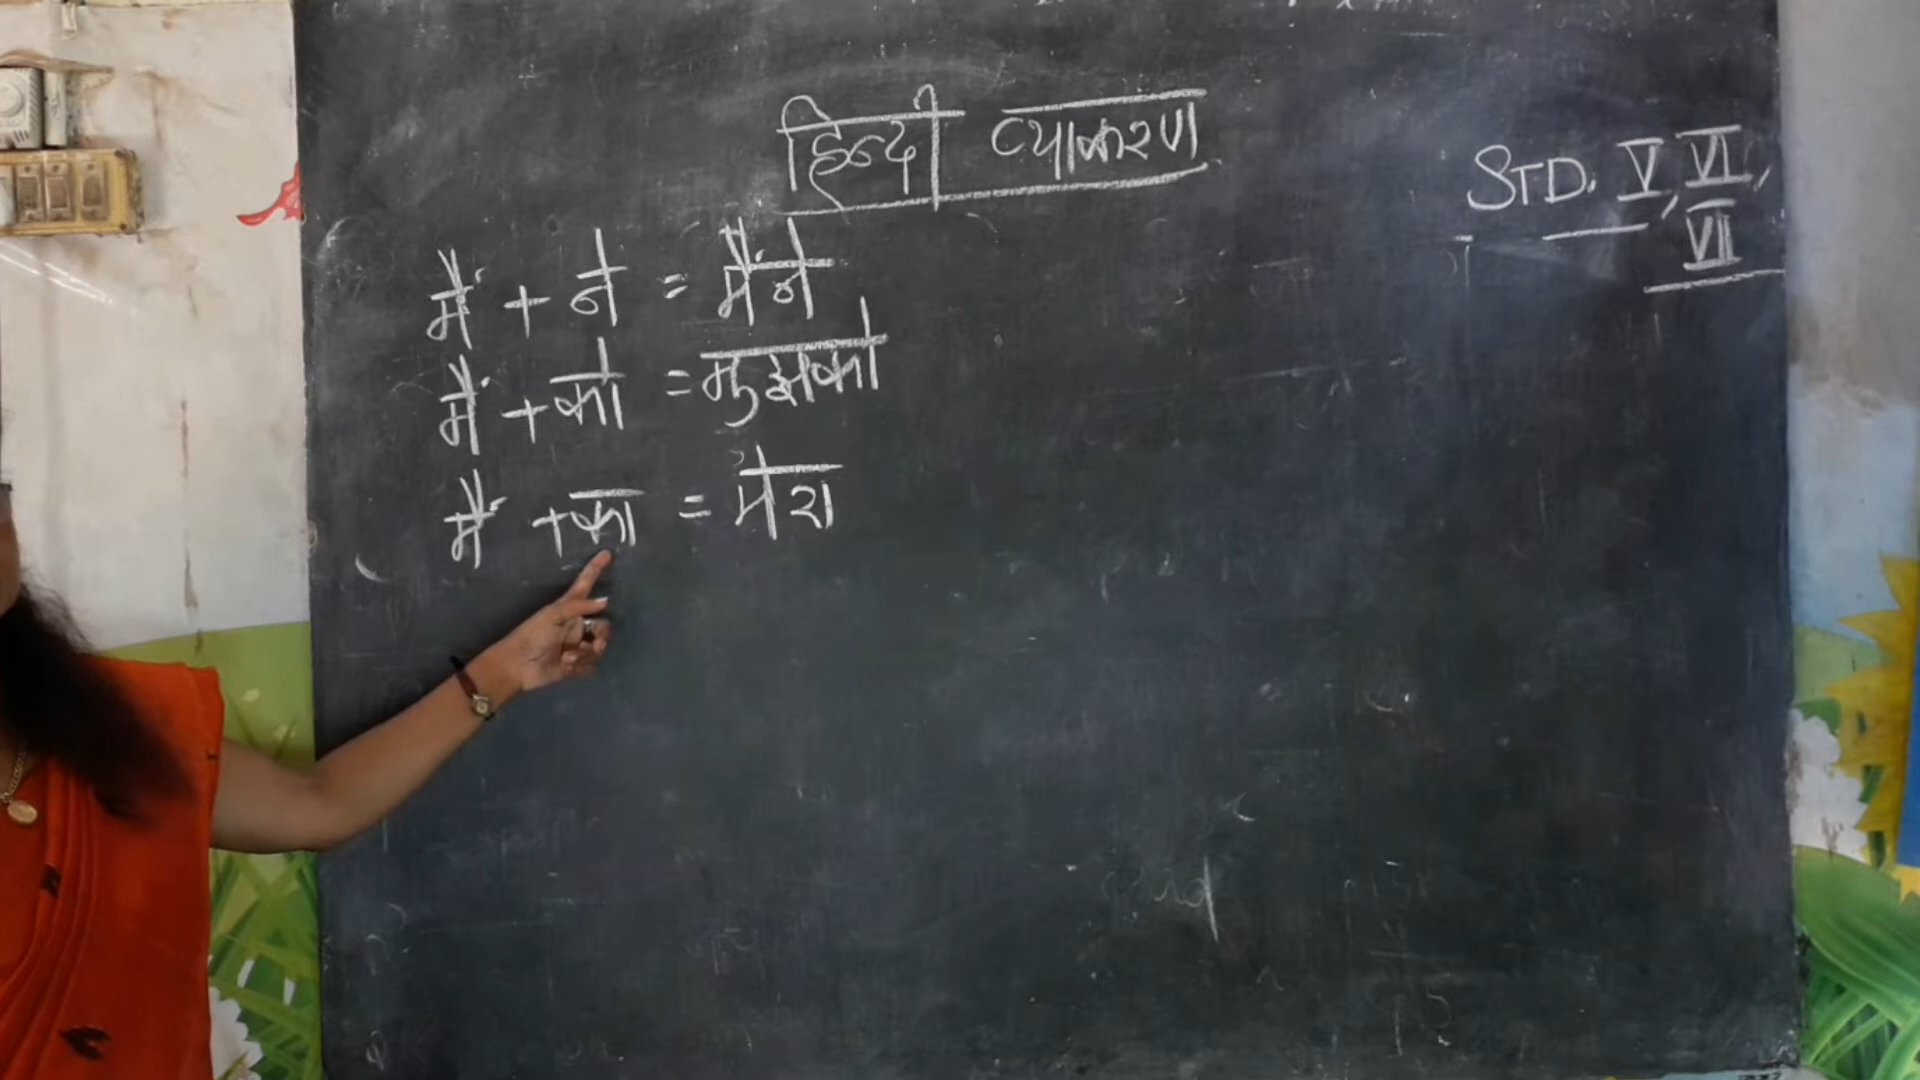 हिन्दी व्याकरण
STD. V, VI,
VII
मैं + ने = मैंने
मैं + को = मुझको
मैं + का = मेरा